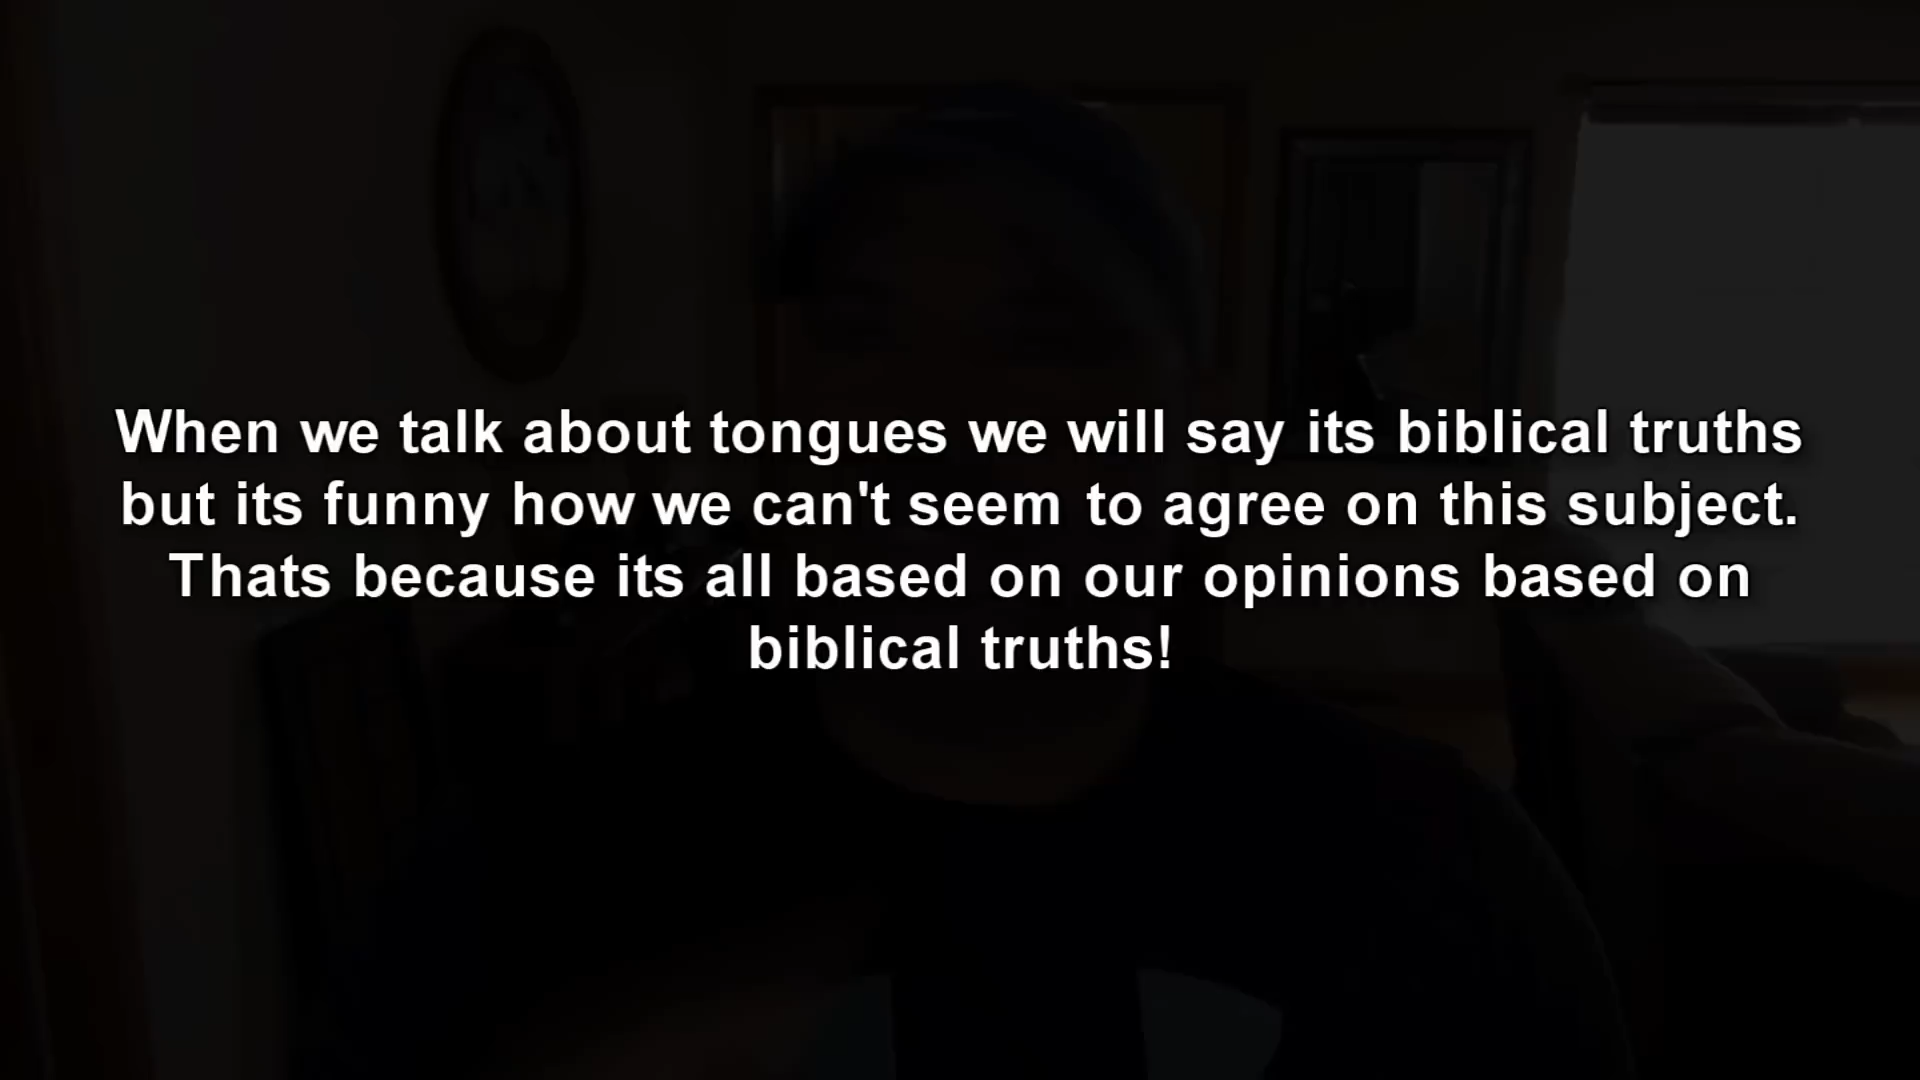 When we talk about tongues we will say its biblical truths
but its funny how we can't seem to agree on this subject.
Thats because its all based on our opinions based on
biblical truths!